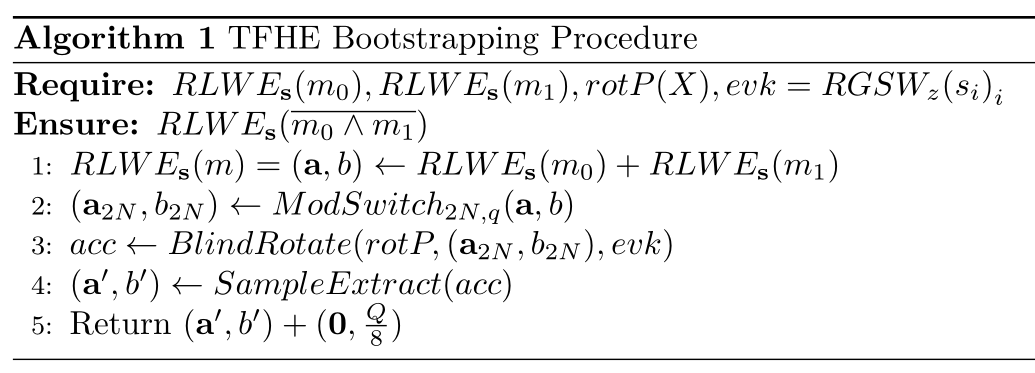 Algorithm 1 TFHE Bootstrapping Procedure
Require: $RLWE_{\mathbf{s}}(m_0), RLWE_{\mathbf{s}}(m_1), rotP(X), evk = RGSW_z(s_i)_i$
Ensure: $RLWE_{\mathbf{s}}(\overline{m_0 \wedge m_1})$
1: $RLWE_{\mathbf{s}}(m) = (\mathbf{a}, b) \leftarrow RLWE_{\mathbf{s}}(m_0) + RLWE_{\mathbf{s}}(m_1)$
2: $(\mathbf{a}_{2N}, b_{2N}) \leftarrow ModSwitch_{2N,q}(\mathbf{a}, b)$
3: $acc \leftarrow BlindRotate(rotP, (\mathbf{a}_{2N}, b_{2N}), evk)$
4: $(\mathbf{a}', b') \leftarrow SampleExtract(acc)$
5: Return $(\mathbf{a}', b') + (\mathbf{0}, \frac{Q}{8})$